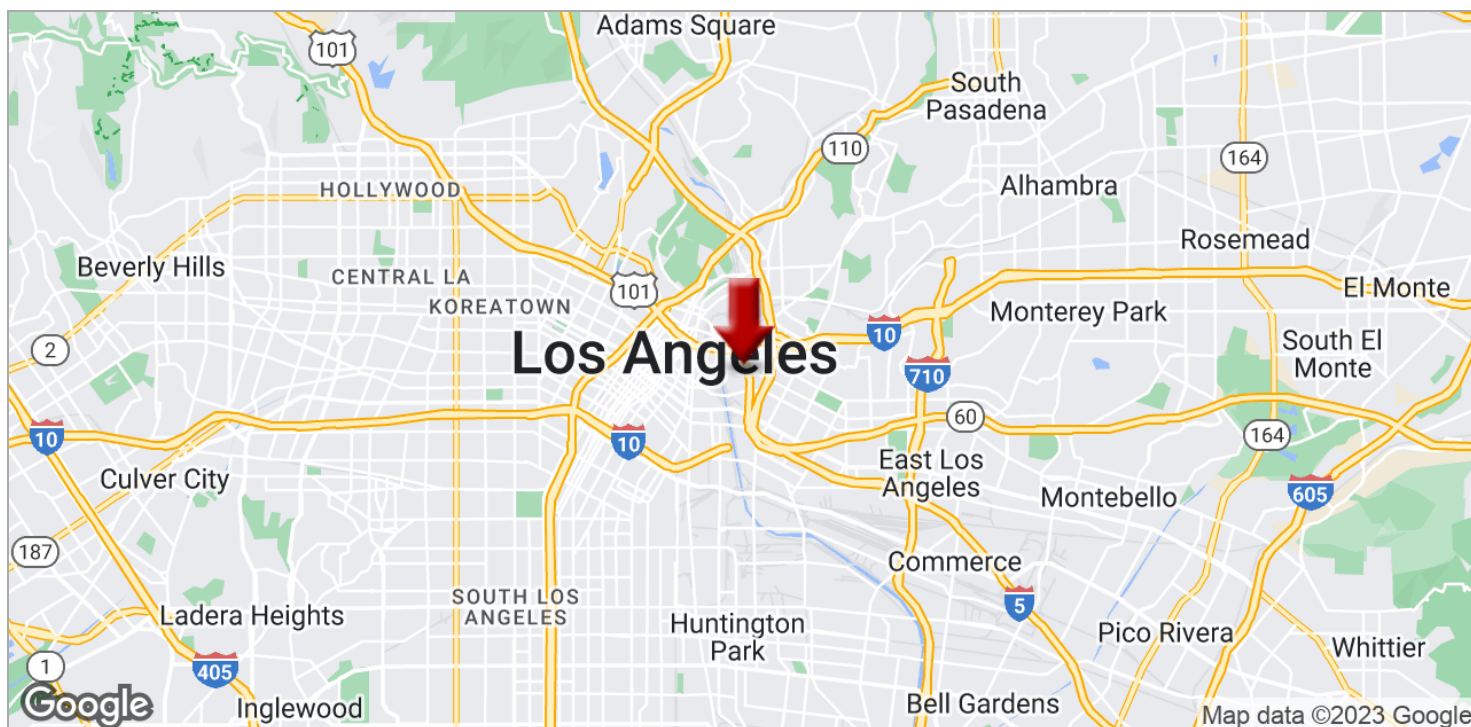 Adams Square
101
South
Pasadena
110
164
HOLLYWOOD
Alhambra
Rosemead
Beverly Hills
CENTRAL LA
101
El Monte
KOREATOWN
Monterey Park
10
2
Los Angeles
South El
Monte
710
60
10
10
164
Culver City
East Los
Angeles
Montebello
605
187
Commerce
SOUTH LOS
ANGELES
5
Ladera Heights
Huntington
Park
Pico Rivera
Whittier
1
405
Google
Inglewood
Bell Gardens
Map data ©2023 Google